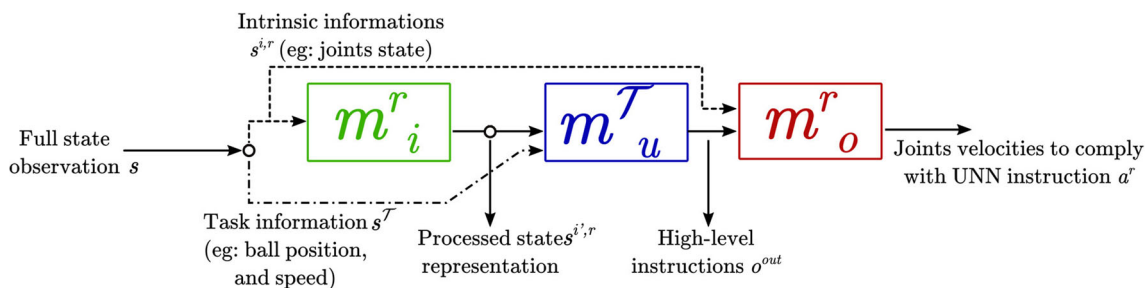 Intrinsic informations
s^{i,r} (eg: joints state)
Full state
observation s
m^r_i
m^𝒯_u
m^r_o
Joints velocities to comply
with UNN instruction a^r
Task information s^𝒯
(eg: ball position,
and speed)
Processed states^{i',r}
representation
High-level
instructions o^{out}